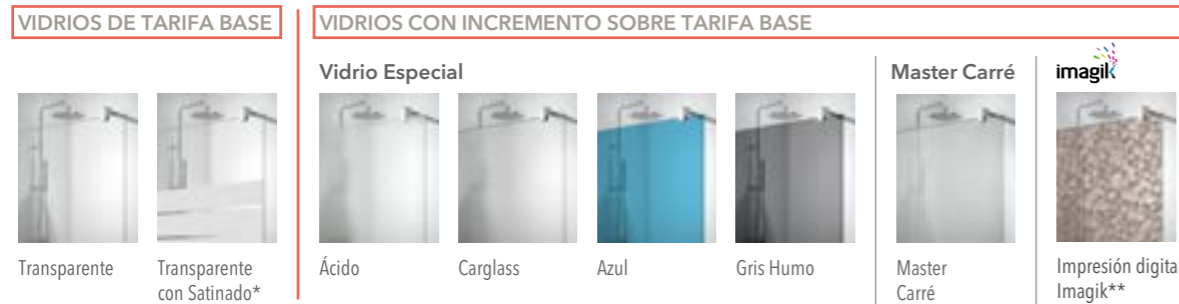 VIDRIOS DE TARIFA BASE
VIDRIOS CON INCREMENTO SOBRE TARIFA BASE
Vidrio Especial
Master Carré
imagik
Transparente
Transparente
con Satinado*
Ácido
Carglass
Azul
Gris Humo
Master
Carré
Impresión digita
Imagik**